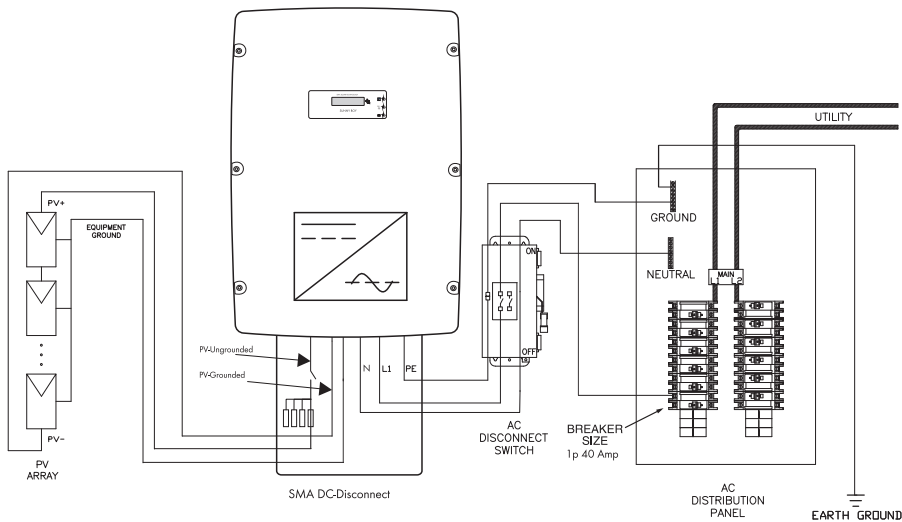 UTILITY
PV+
EQUIPMENT
GROUND
GROUND
NEUTRAL
ON
MAIN
L1 L2
PV-Ungrounded
PV-Grounded
N
L1
PE
OFF
PV-
PV
ARRAY
AC
DISCONNECT
SWITCH
BREAKER
SIZE
1p 40 Amp
SMA DC-Disconnect
AC
DISTRIBUTION
PANEL
EARTH GROUND